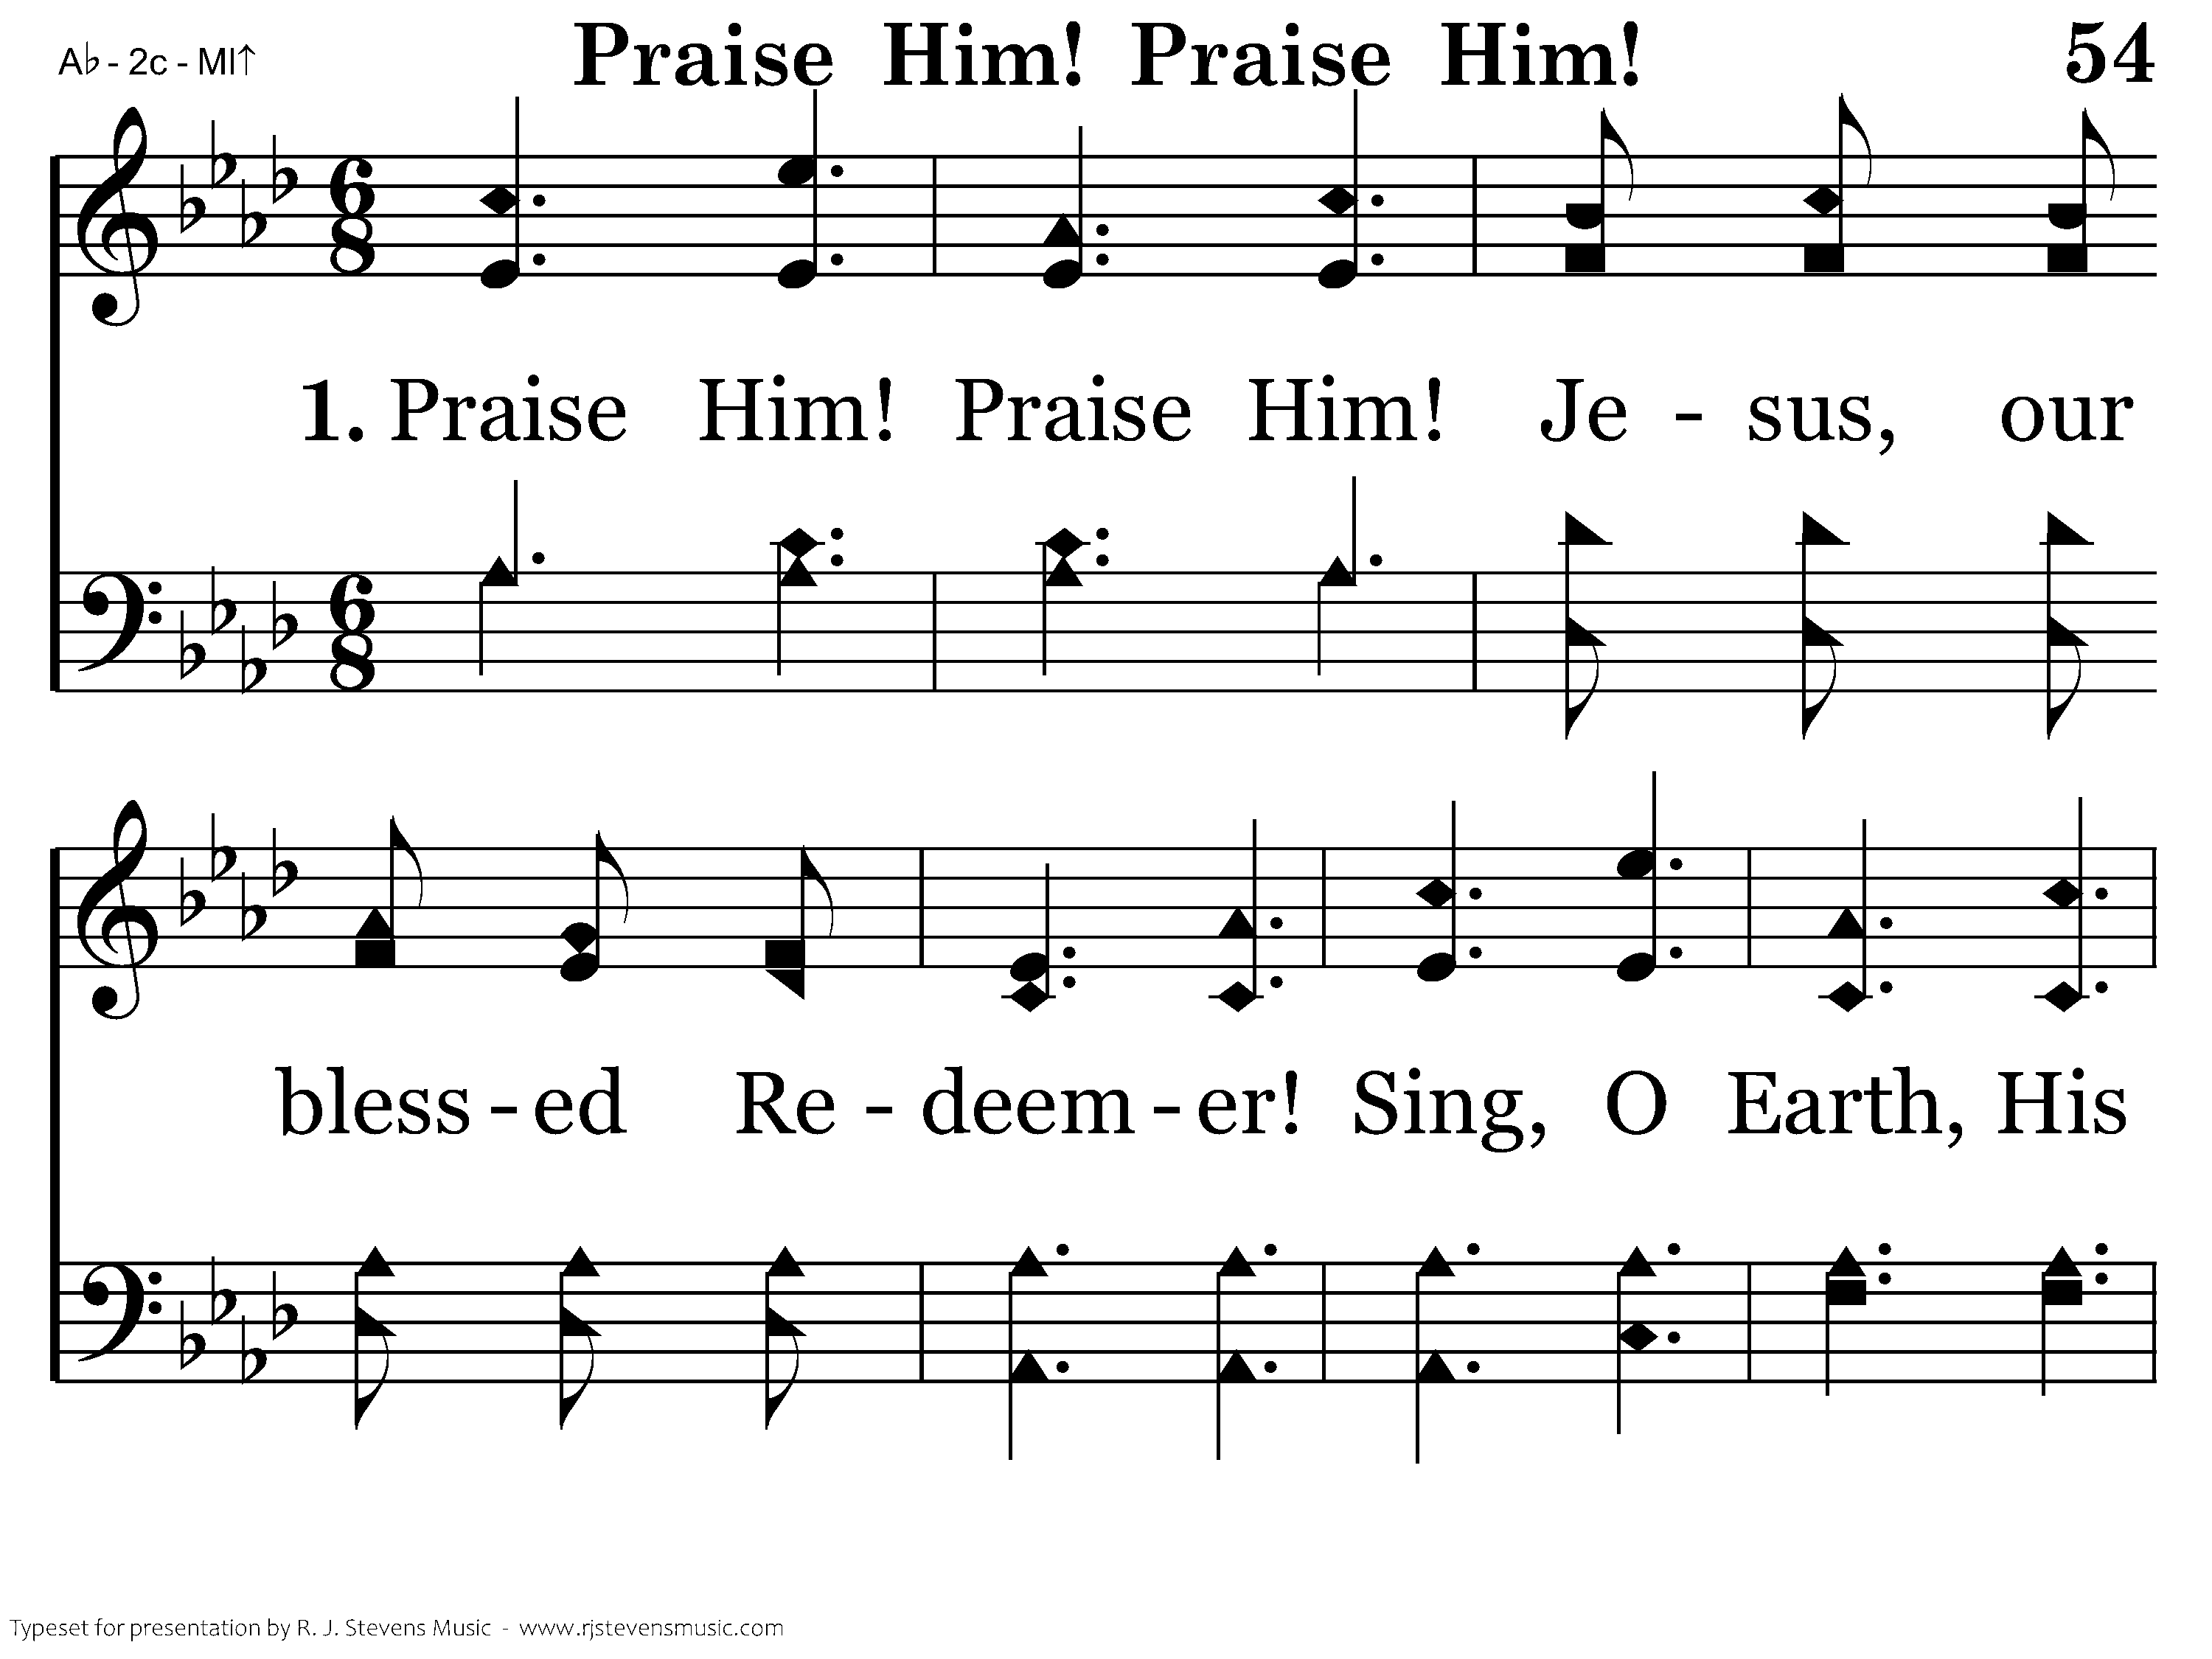 A♭ - 2c - MI↑ Praise Him! Praise Him! 54
1. Praise Him! Praise Him! Je - sus, our
bless - ed Re - deem - er! Sing, O Earth, His
Typeset for presentation by R. J. Stevens Music - www.rjstevensmusic.com